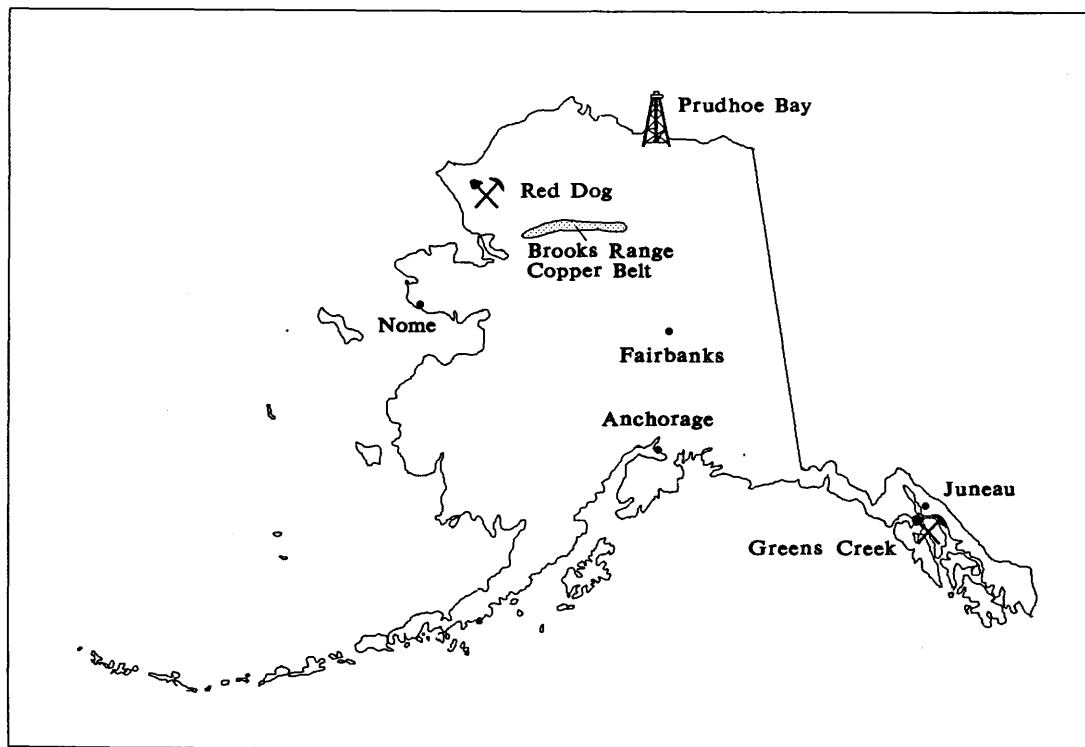 Prudhoe Bay
Red Dog
Brooks Range
Copper Belt
Nome
Fairbanks
Anchorage
Juneau
Greens Creek